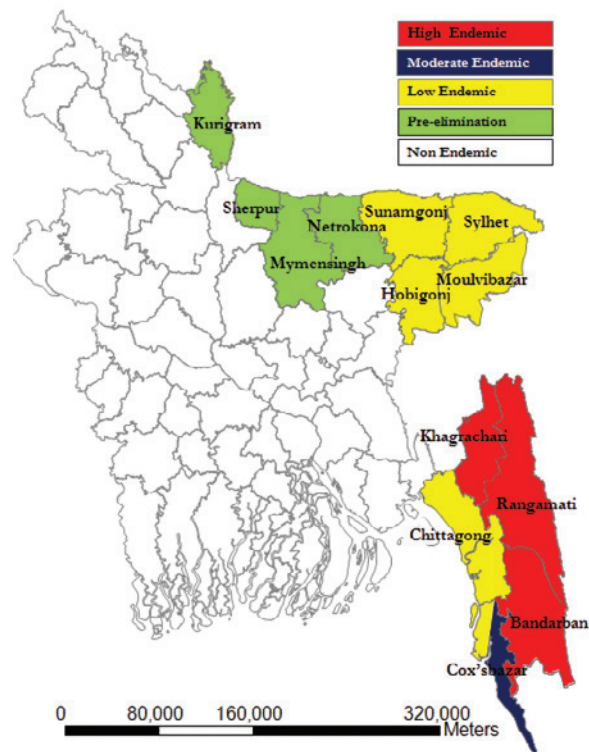 High Endemic
Moderate Endemic
Low Endemic
Pre-elimination
Non Endemic
Kurigram
Sherpur
Netrokona
Mymensingh
Sunamgonj
Sylhet
Hobigonj
Moulvibazar
Khagrachari
Rangamati
Chittagong
Bandarban
Cox'sbazar
0 80,000 160,000 320,000
Meters